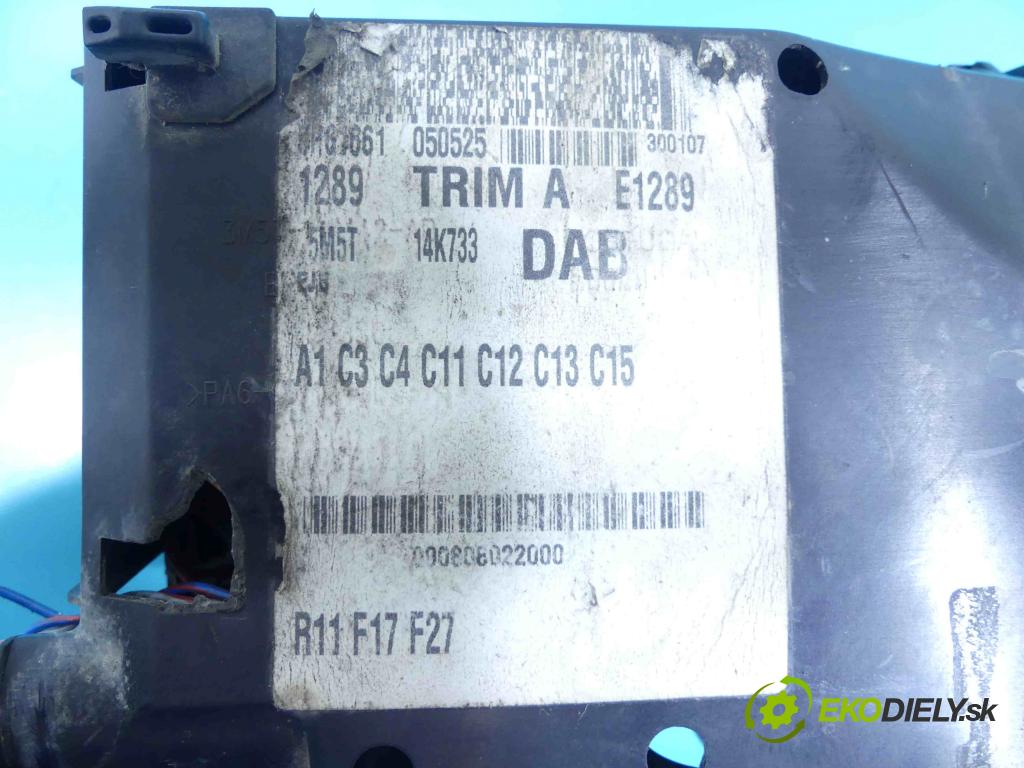 050525 300107
1289 TRIM A E1289
5M5T 14K733 DAB
A1 C3 C4 C11 C12 C13 C15
>PA6-
000808022000
R11 F17 F27
EKODIELY.sk